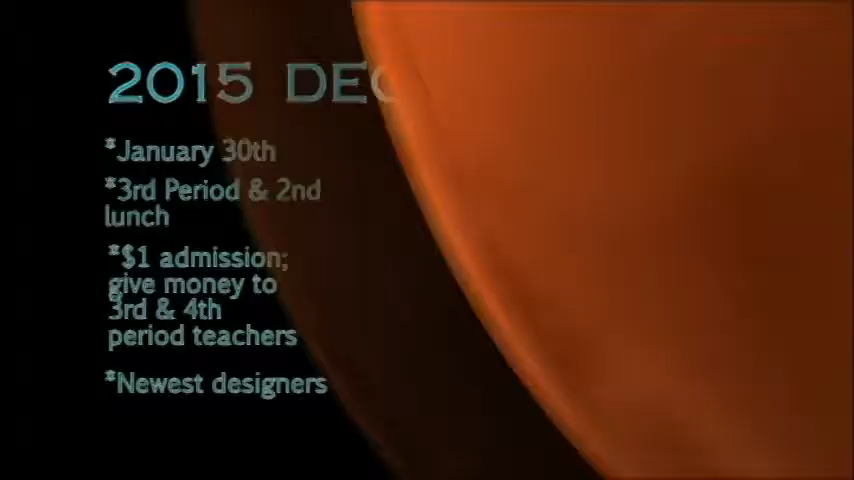 2015 DEC
*January 30th
*3rd Period & 2nd
lunch
*$1 admission;
give money to
3rd & 4th
period teachers
*Newest designers